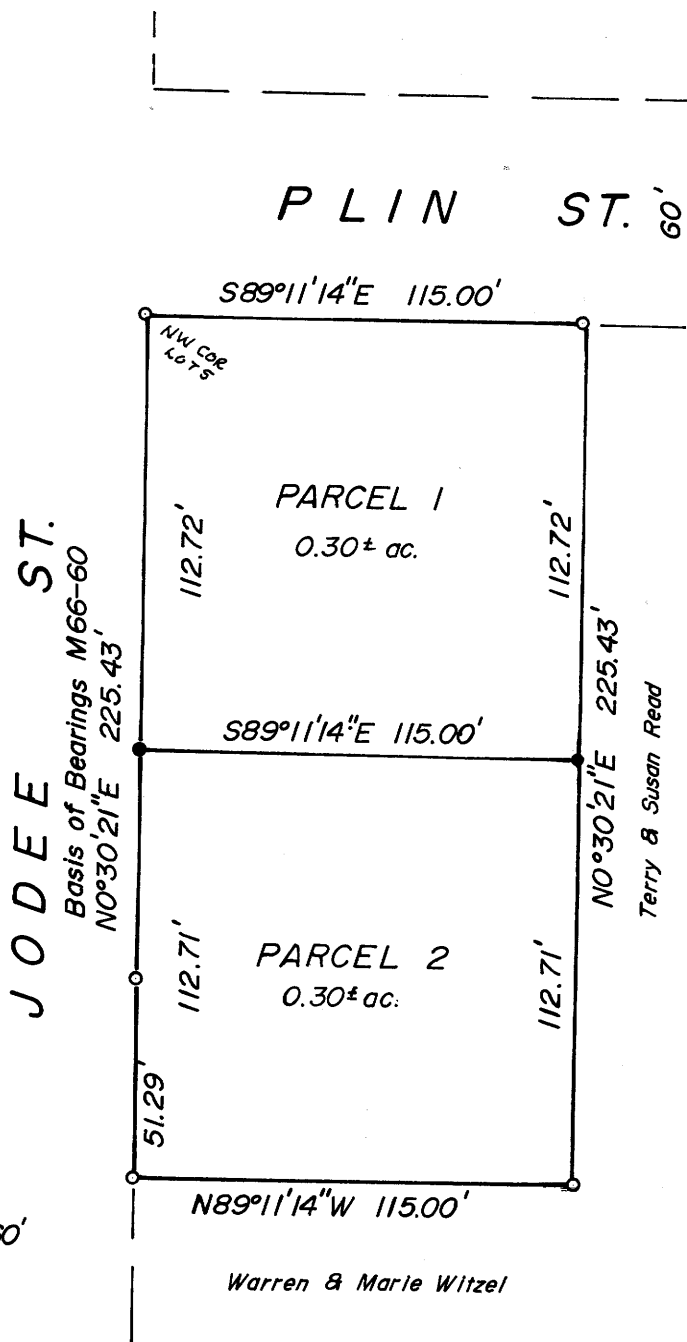 PLIN ST. 60'
S89°11'14"E 115.00'
NW COR
LOT 5
PARCEL 1
0.30± ac.
112.72'
112.72'
JODEE ST.
Basis of Bearings M66-60
N0°30'21"E 225.43'
N0°30'21"E 225.43'
Terry & Susan Read
S89°11'14"E 115.00'
PARCEL 2
0.30± ac.
112.71'
112.71'
51.29'
N89°11'14"W 115.00'
Warren & Marie Witzel